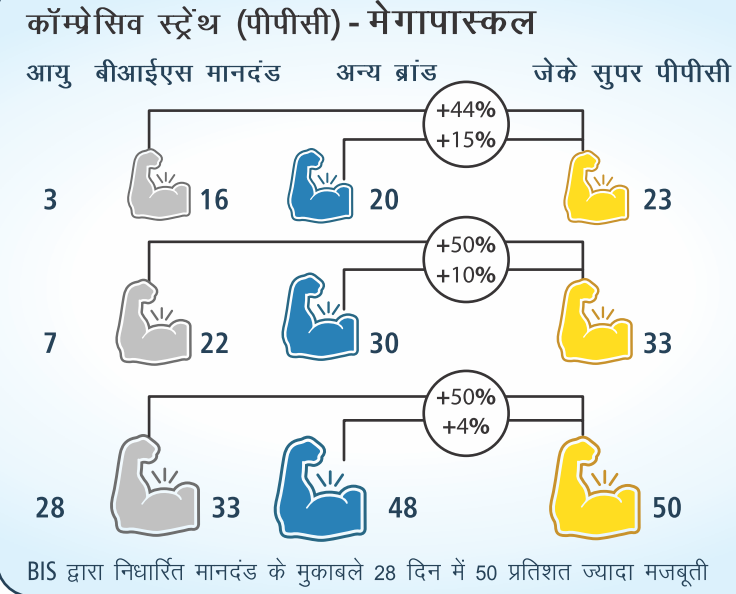 कॉम्प्रेसिव स्ट्रेंथ (पीपीसी) - मेगापास्कल
आयु बीआईएस मानदंड अन्य ब्रांड जेके सुपर पीपीसी
+44%
+15%
3 16 20 23
+50%
+10%
7 22 30 33
+50%
+4%
28 33 48 50
BIS द्वारा निधार्रित मानदंड के मुकाबले 28 दिन में 50 प्रतिशत ज्यादा मजबूती